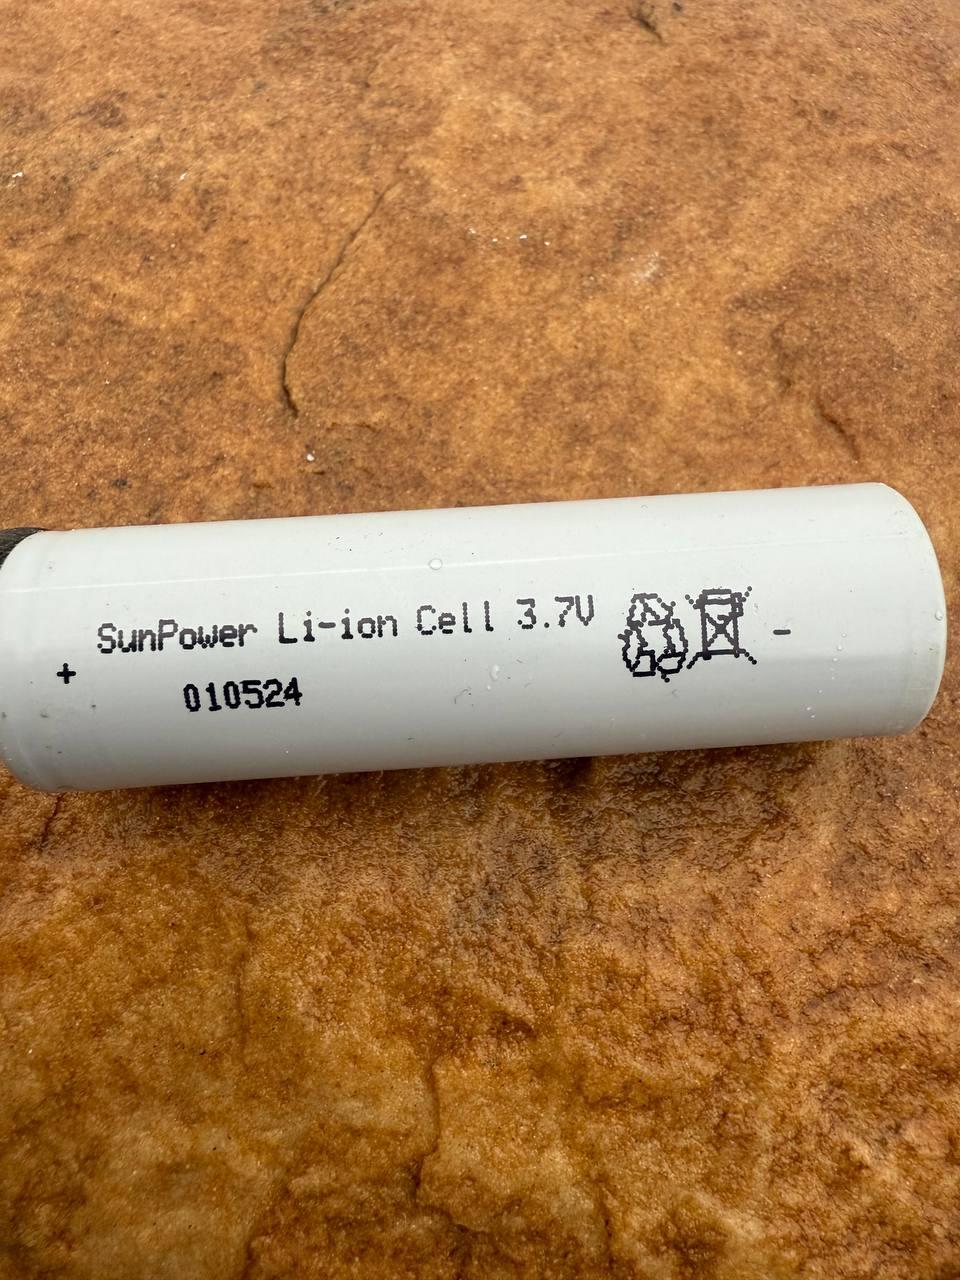 SunPower Li-ion Cell 3.7V -
+
010524